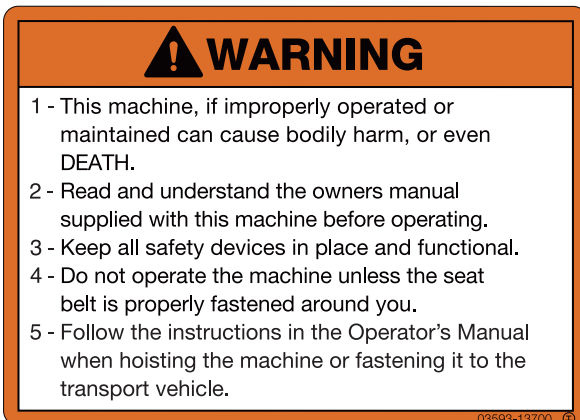 WARNING
1 - This machine, if improperly operated or
maintained can cause bodily harm, or even
DEATH.
2 - Read and understand the owners manual
supplied with this machine before operating.
3 - Keep all safety devices in place and functional.
4 - Do not operate the machine unless the seat
belt is properly fastened around you.
5 - Follow the instructions in the Operator’s Manual
when hoisting the machine or fastening it to the
transport vehicle.
03593-13700